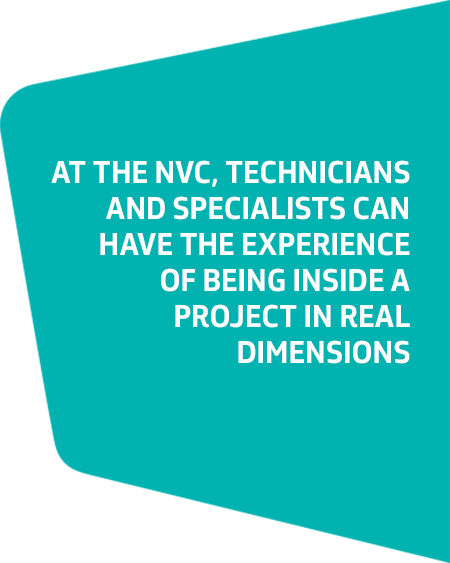 AT THE NVC, TECHNICIANS
AND SPECIALISTS CAN
HAVE THE EXPERIENCE
OF BEING INSIDE A
PROJECT IN REAL
DIMENSIONS